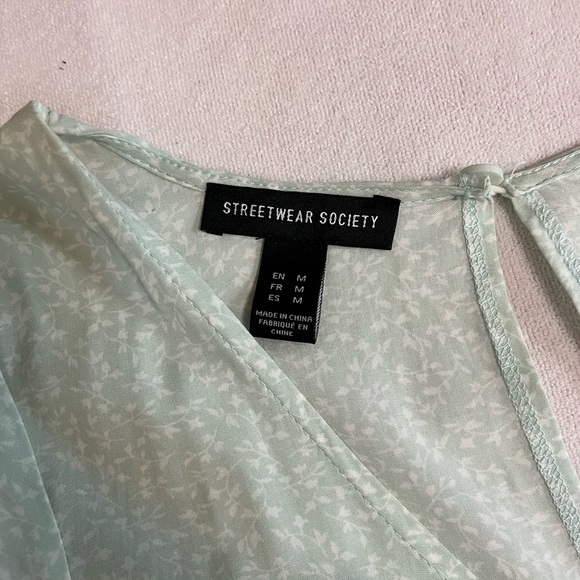 STREETWEAR SOCIETY
EN M
FR M
ES M
MADE IN CHINA
FABRIQUÉ EN
CHINE